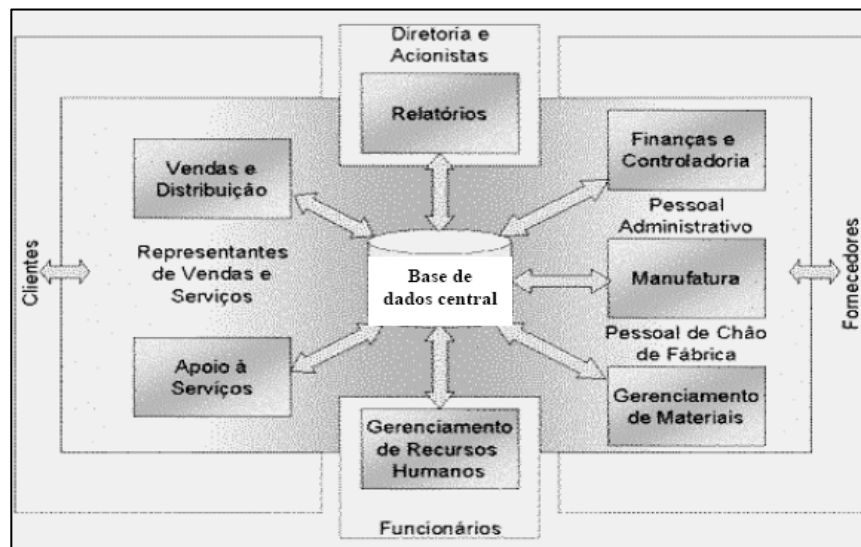 Diretoria e
Acionistas
Relatórios
Vendas e
Distribuição
Finanças e
Controladoria
Pessoal
Administrativo
Clientes
Representantes
de Vendas e
Serviços
Base de
dados central
Manufatura
Fornecedores
Pessoal de Chão
de Fábrica
Apoio à
Serviços
Gerenciamento
de Materiais
Gerenciamento
de Recursos
Humanos
Funcionários